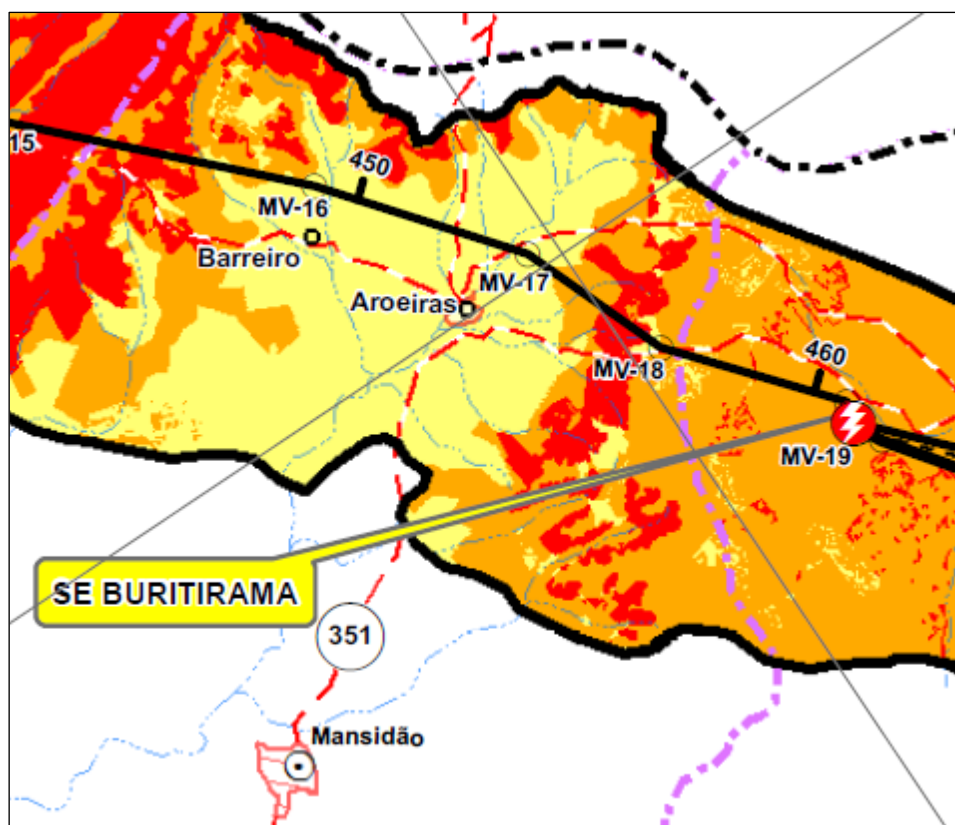 15
450
MV-16
Barreiro
MV-17
Aroeiras
MV-18
460
MV-19
SE BURITIRAMA
351
Mansidão